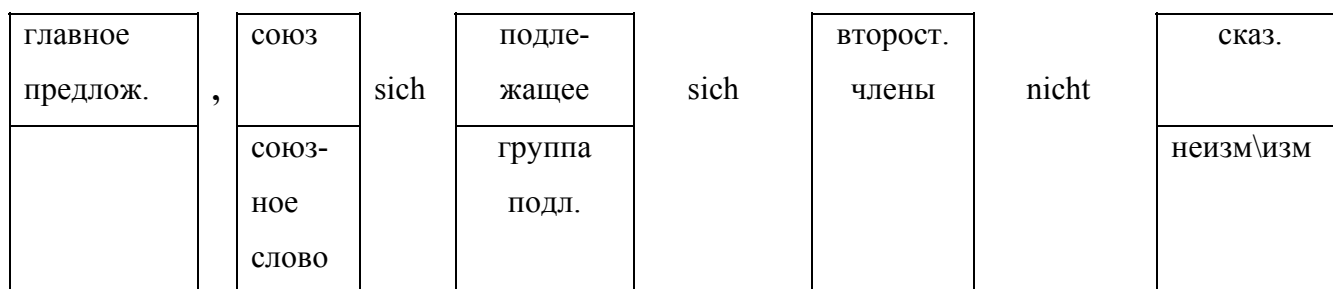 главное союз подле- второст. сказ.
предлож. , sich жащее sich члены nicht
союз- группа неизм\изм
ное подл.
слово